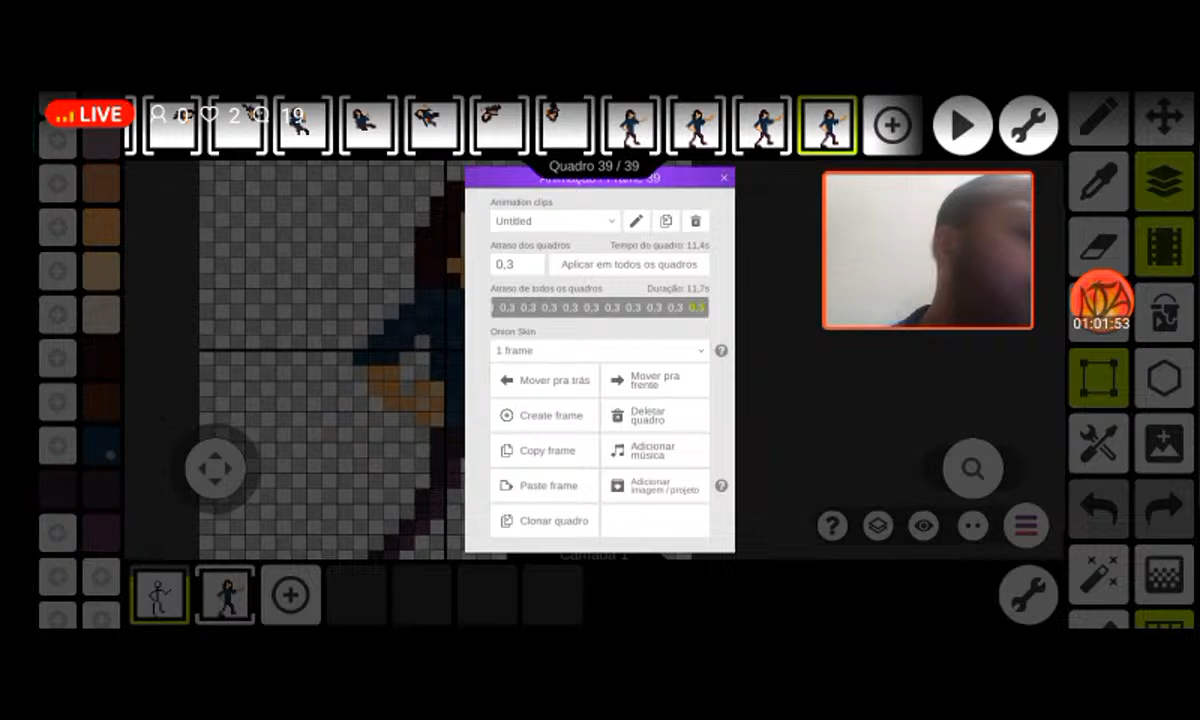 LIVE
0 2 19
Quadro 39 / 39
Animação / Frame 39
Animation clips
Untitled
Atraso dos quadros Tempo do quadro: 11,4s
0,3 Aplicar em todos os quadros
Atraso de todos os quadros Duração: 11,7s
0,3 0,3 0,3 0,3 0,3 0,3 0,3 0,3 0,3 0,3
Onion Skin
1 frame
Mover pra trás
Mover pra frente
Create frame
Deletar quadro
Copy frame
Adicionar música
Paste frame
Adicionar imagem / projeto
Clonar quadro
Camada 1
NTA
01:01:53